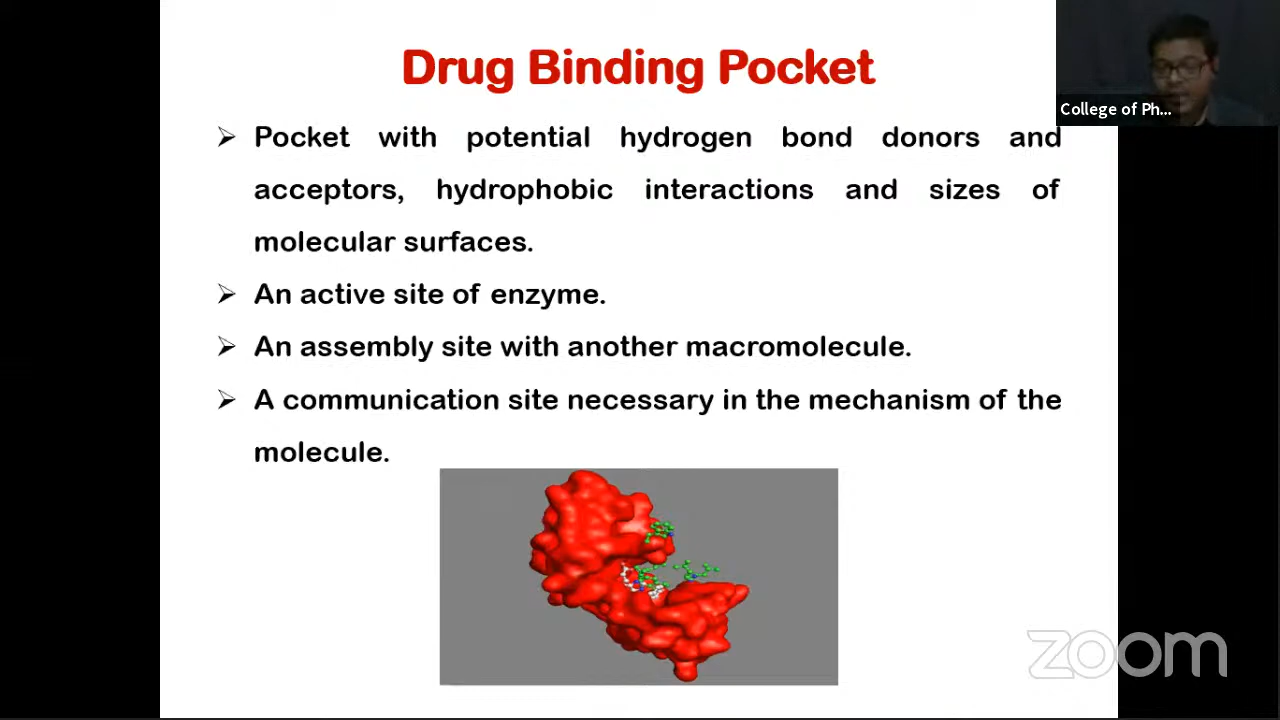 Drug Binding Pocket
College of Ph...
➢ Pocket with potential hydrogen bond donors and
acceptors, hydrophobic interactions and sizes of
molecular surfaces.
➢ An active site of enzyme.
➢ An assembly site with another macromolecule.
➢ A communication site necessary in the mechanism of the
molecule.
zoom